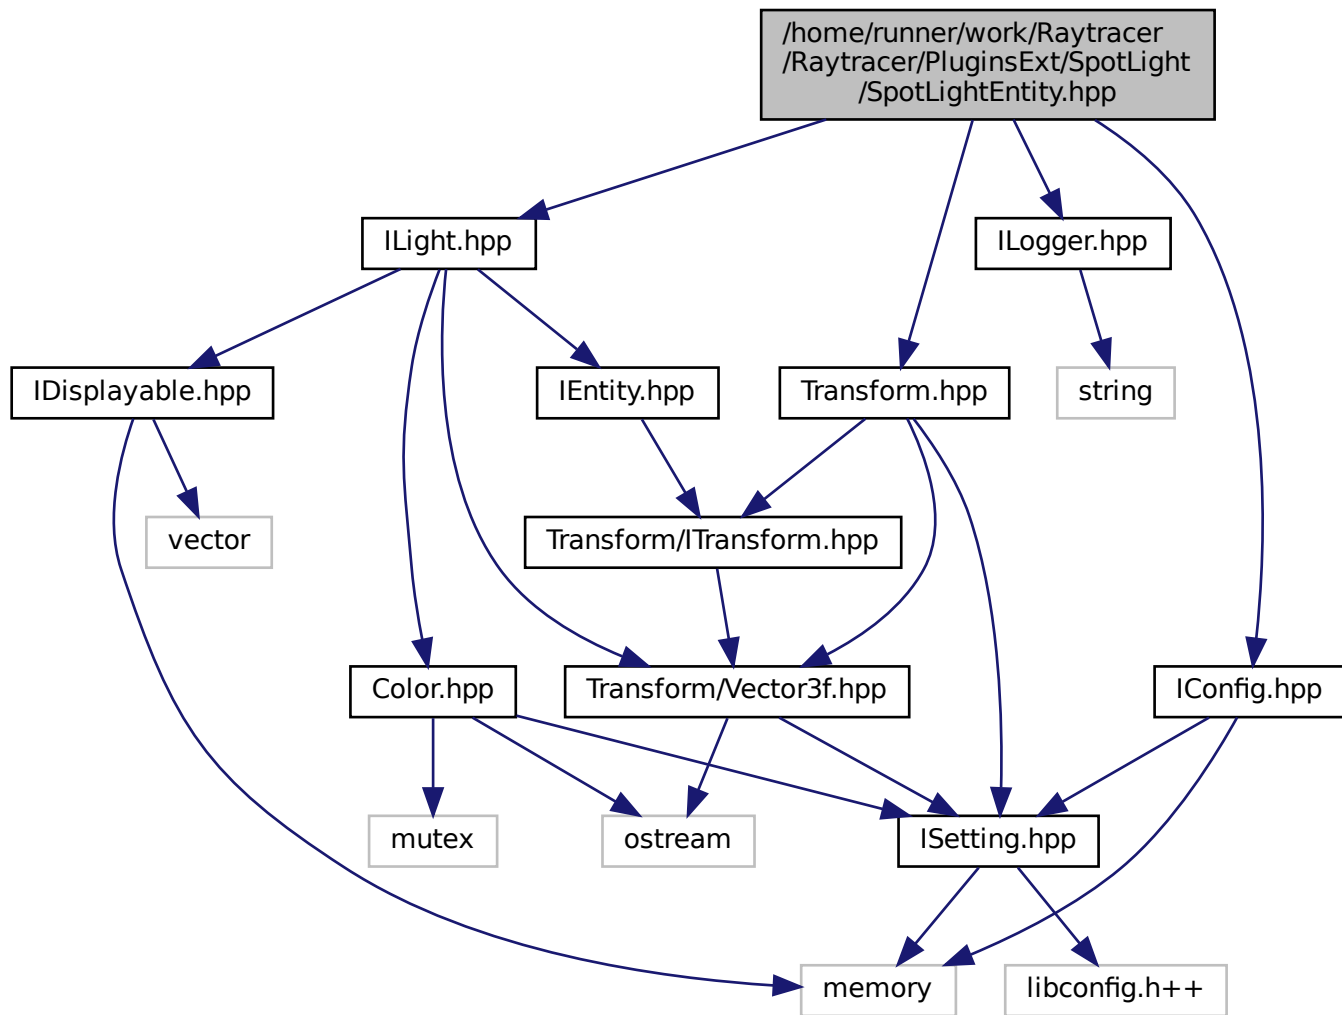 /home/runner/work/Raytracer
/Raytracer/PluginsExt/SpotLight
/SpotLightEntity.hpp
ILight.hpp
ILogger.hpp
IDisplayable.hpp
IEntity.hpp
Transform.hpp
string
vector
Transform/ITransform.hpp
Color.hpp
Transform/Vector3f.hpp
IConfig.hpp
mutex
ostream
ISetting.hpp
memory
libconfig.h++